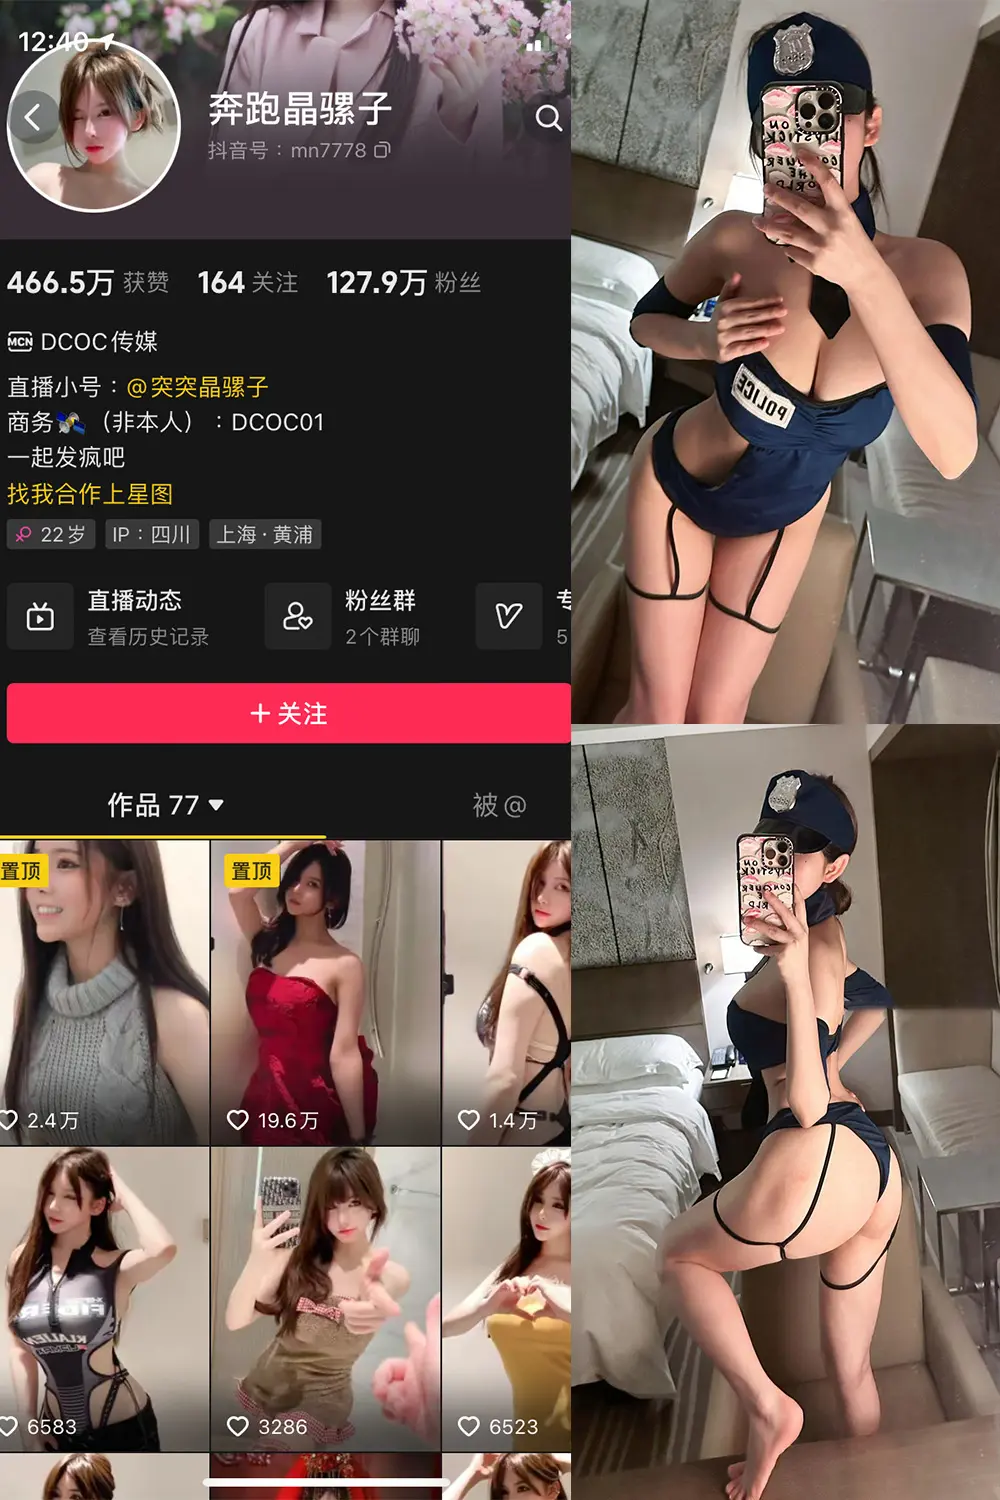 12:40
奔跑晶骡子
抖音号：mn7778
466.5万 获赞 164 关注 127.9万 粉丝
MCN DCOC传媒
直播小号：@突突晶骡子
商务🛰️（非本人）：DCOC01
一起发疯吧
找我合作上星图
22岁 IP：四川 上海·黄浦
直播动态
查看历史记录
粉丝群
2个群聊
专
5
+ 关注
作品 77
被@
置顶
置顶
2.4万
19.6万
1.4万
6583
3286
6523
POLICE
LIPSTICK
ON